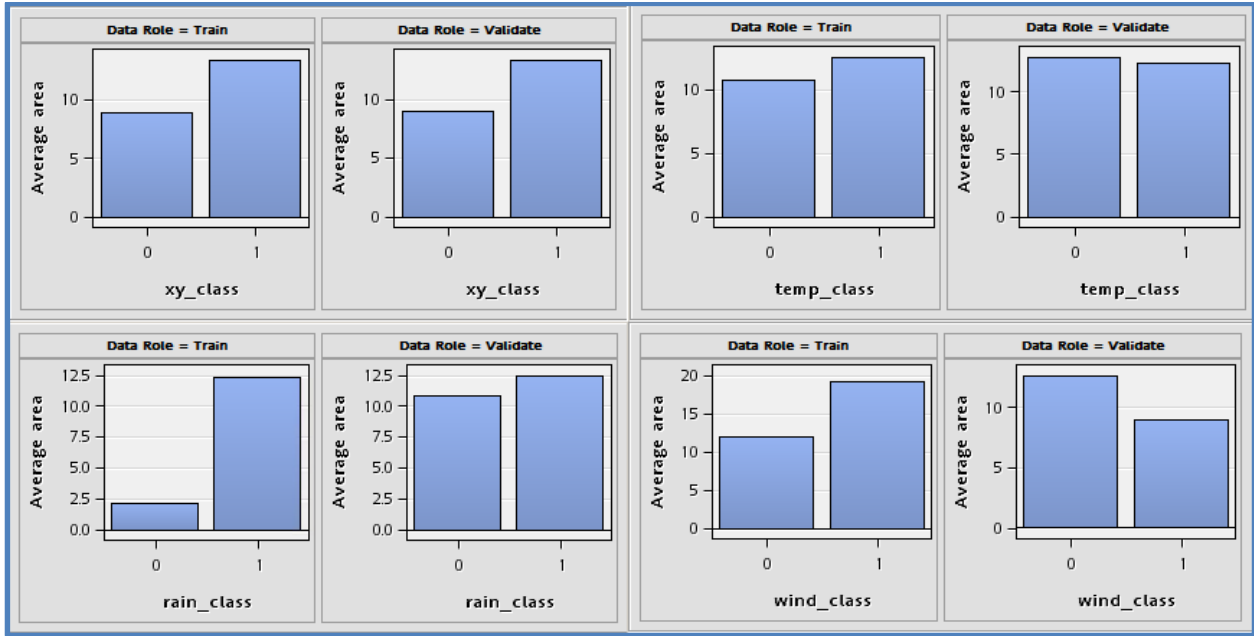 Data Role = Train
Average area
10
5
0
0 1
xy_class
Data Role = Validate
Average area
10
5
0
0 1
xy_class
Data Role = Train
Average area
10
5
0
0 1
temp_class
Data Role = Validate
Average area
10
5
0
0 1
temp_class
Data Role = Train
Average area
12.5
10.0
7.5
5.0
2.5
0.0
0 1
rain_class
Data Role = Validate
Average area
12.5
10.0
7.5
5.0
2.5
0.0
0 1
rain_class
Data Role = Train
Average area
20
15
10
5
0
0 1
wind_class
Data Role = Validate
Average area
10
5
0
0 1
wind_class